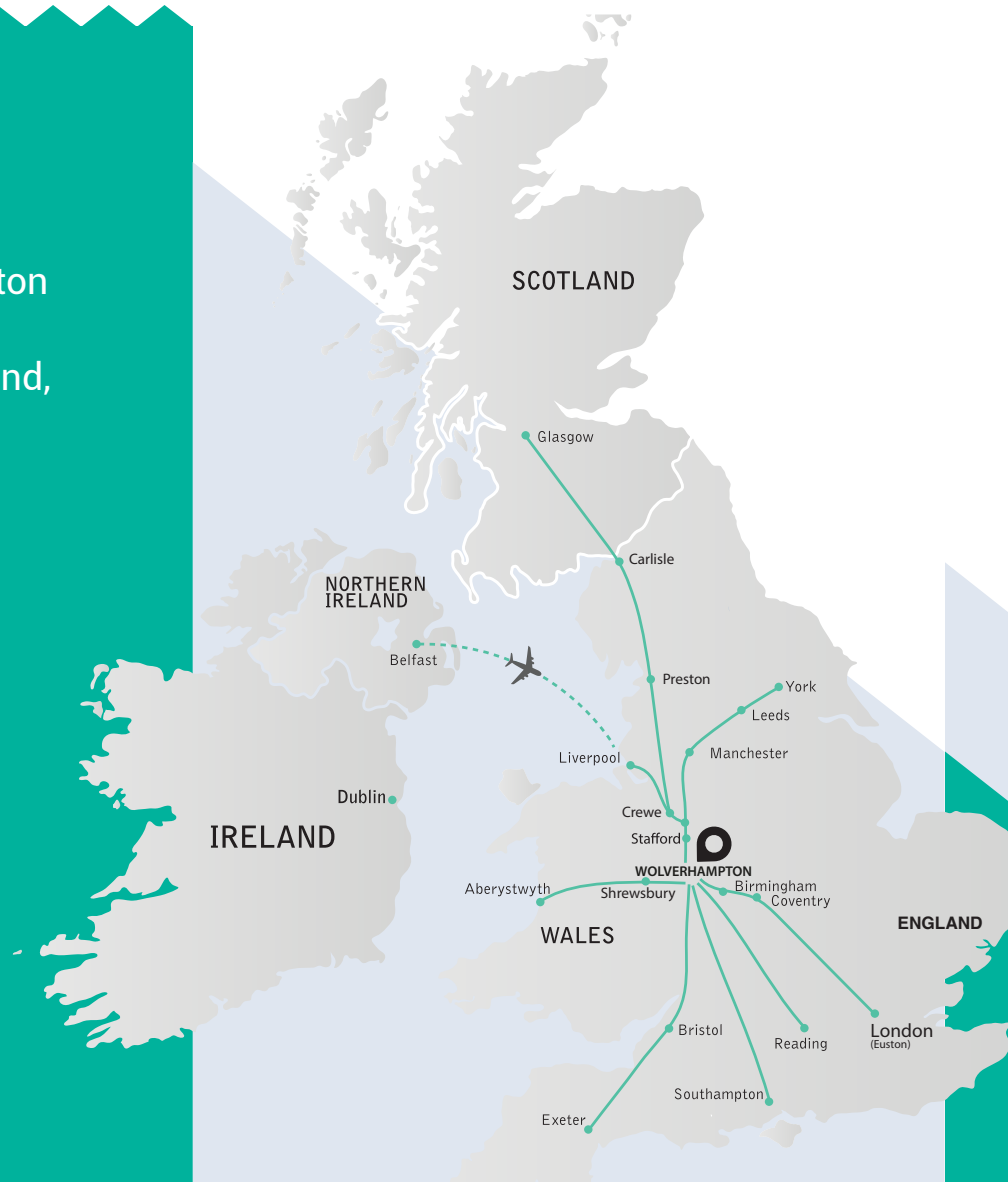 ton
nd,
SCOTLAND
Glasgow
Carlisle
NORTHERN
IRELAND
Belfast
Preston
York
Leeds
Manchester
Liverpool
Dublin
Crewe
IRELAND
Stafford
WOLVERHAMPTON
Birmingham
Aberystwyth
Shrewsbury
Coventry
ENGLAND
WALES
Bristol
London
(Euston)
Reading
Southampton
Exeter